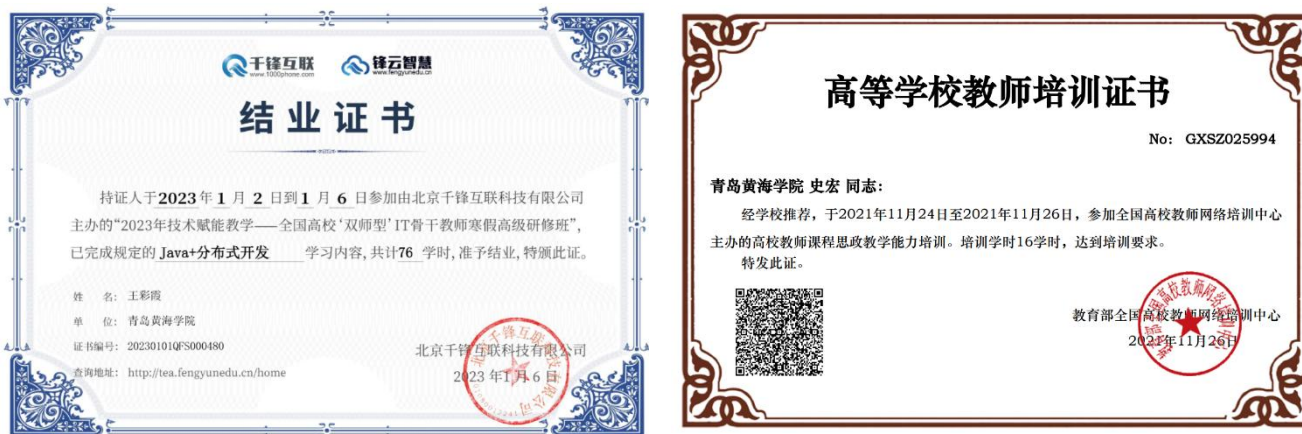 千锋互联
www.1000phone.com
锋云智慧
www.fengyunedu.cn
结业证书
持证人于2023年1月2日到1月6日参加由北京千锋互联科技有限公司
主办的“2023年技术赋能教学——全国高校‘双师型’IT骨干教师寒假高级研修班”,
已完成规定的 Java+分布式开发 学习内容,共计76 学时,准予结业,特颁此证。
姓 名: 王彩霞
单 位: 青岛黄海学院
证书编号: 20230101QFS000480
查询地址: http://tea.fengyunedu.cn/home
北京千锋互联科技有限公司
2023年1月6日
高等学校教师培训证书
No: GXSZ025994
青岛黄海学院 史宏 同志:
经学校推荐,于2021年11月24日至2021年11月26日,参加全国高校教师网络培训中心
主办的高校教师课程思政教学能力培训。培训学时16学时,达到培训要求。
特发此证。
教育部全国高校教师网络培训中心
2021年11月26日